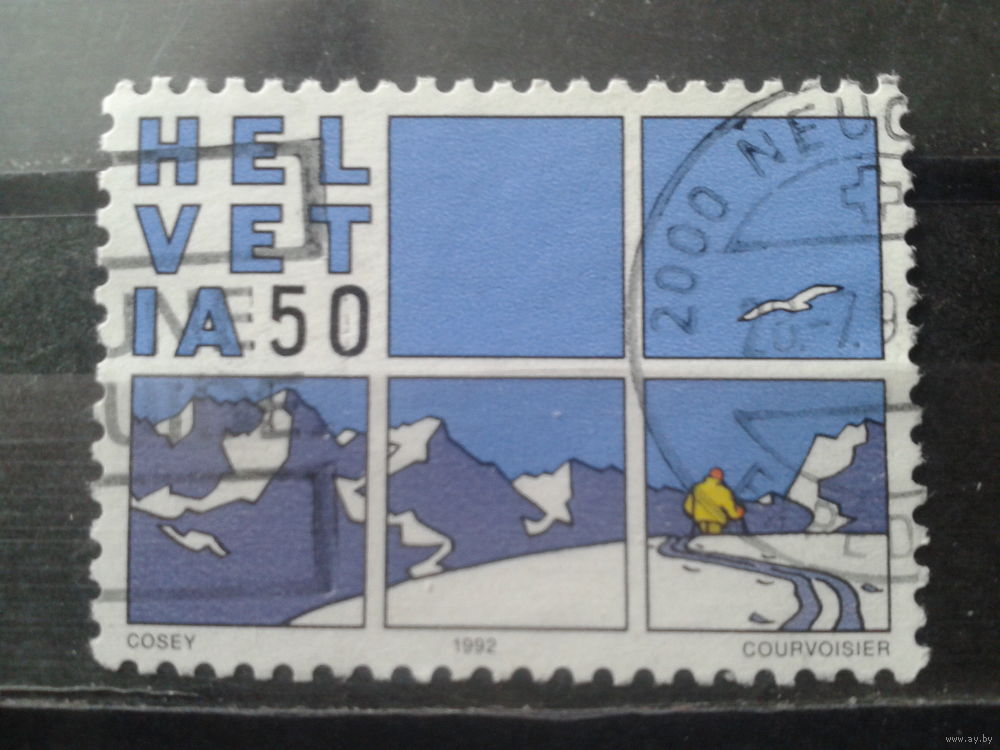 HEL
VET
IA 50
2000 NEUC
COSEY 1992 COURVOISIER
www.ay.by